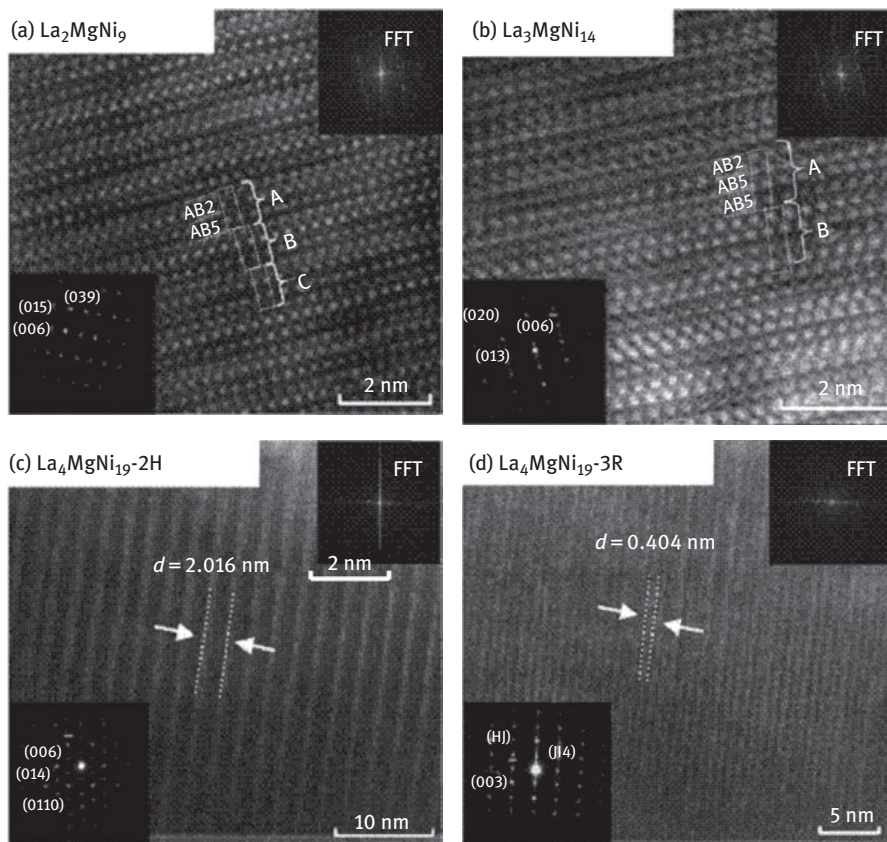 (a) La₂MgNi₉
FFT
AB2
AB5
A
B
C
(015)
(039)
(006)
2 nm
(b) La₃MgNi₁₄
FFT
AB2
AB5
AB5
A
B
(020)
(006)
(013)
2 nm
(c) La₄MgNi₁₉-2H
FFT
d = 2.016 nm
2 nm
(006)
(014)
(0110)
10 nm
(d) La₄MgNi₁₉-3R
FFT
d = 0.404 nm
(HJ)
(JI4)
(003)
5 nm